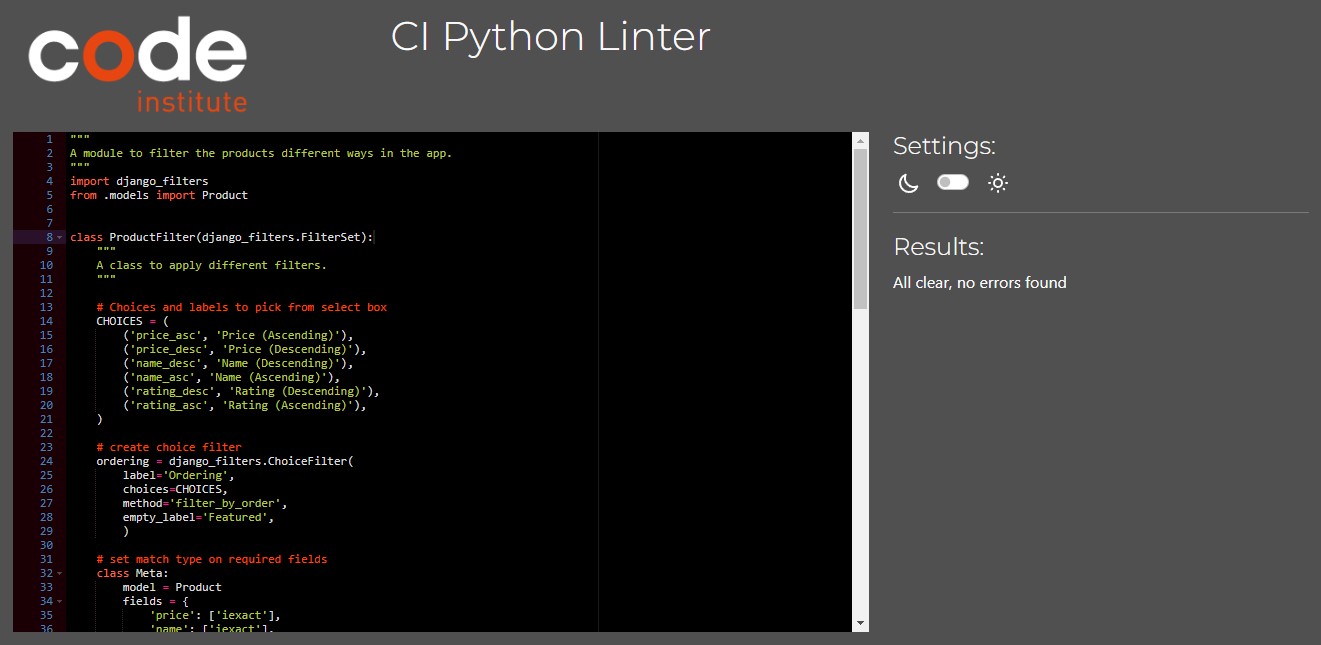 code
institute
CI Python Linter
1 """
2 A module to filter the products different ways in the app.
3 """
4 import django_filters
5 from .models import Product
6
7
8 class ProductFilter(django_filters.FilterSet):
9     """
10     A class to apply different filters.
11     """
12
13     # Choices and labels to pick from select box
14     CHOICES = (
15         ('price_asc', 'Price (Ascending)'),
16         ('price_desc', 'Price (Descending)'),
17         ('name_desc', 'Name (Descending)'),
18         ('name_asc', 'Name (Ascending)'),
19         ('rating_desc', 'Rating (Descending)'),
20         ('rating_asc', 'Rating (Ascending)'),
21     )
22
23     # create choice filter
24     ordering = django_filters.ChoiceFilter(
25         label='Ordering',
26         choices=CHOICES,
27         method='filter_by_order',
28         empty_label='Featured',
29         )
30
31     # set match type on required fields
32     class Meta:
33         model = Product
34         fields = {
35             'price': ['iexact'],
36             'name': ['iexact'],
Settings:
Results:
All clear, no errors found